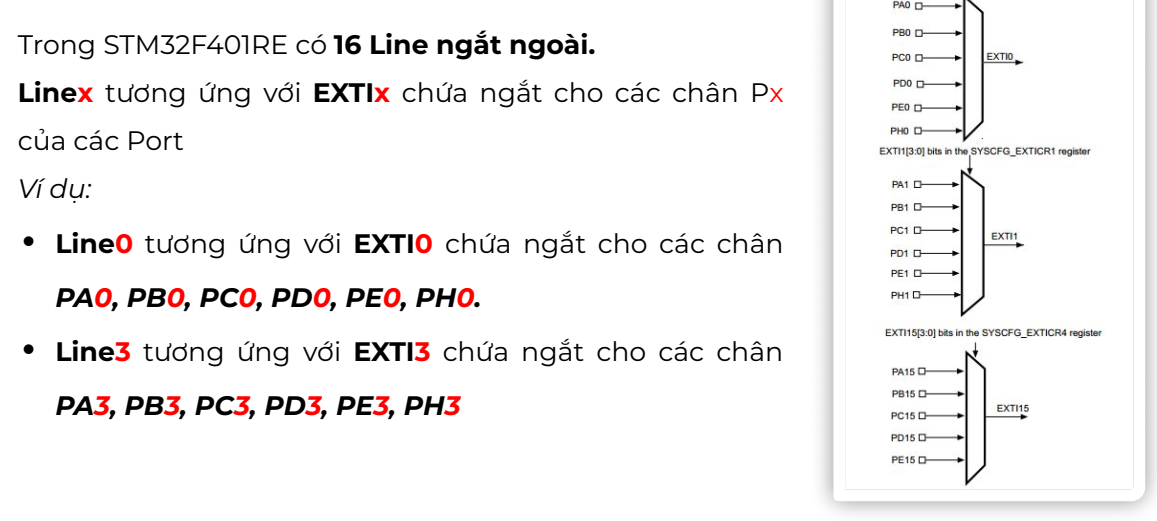 Trong STM32F401RE có 16 Line ngắt ngoài.
Linex tương ứng với EXTIx chứa ngắt cho các chân Px
của các Port
Ví dụ:
• Line0 tương ứng với EXTI0 chứa ngắt cho các chân
PA0, PB0, PC0, PD0, PE0, PH0.
• Line3 tương ứng với EXTI3 chứa ngắt cho các chân
PA3, PB3, PC3, PD3, PE3, PH3
PA0
PB0
PC0
EXTI0
PD0
PE0
PH0
EXTI1[3:0] bits in the SYSCFG_EXTICR1 register
PA1
PB1
PC1
EXTI1
PD1
PE1
PH1
EXTI15[3:0] bits in the SYSCFG_EXTICR4 register
PA15
PB15
PC15
EXTI15
PD15
PE15